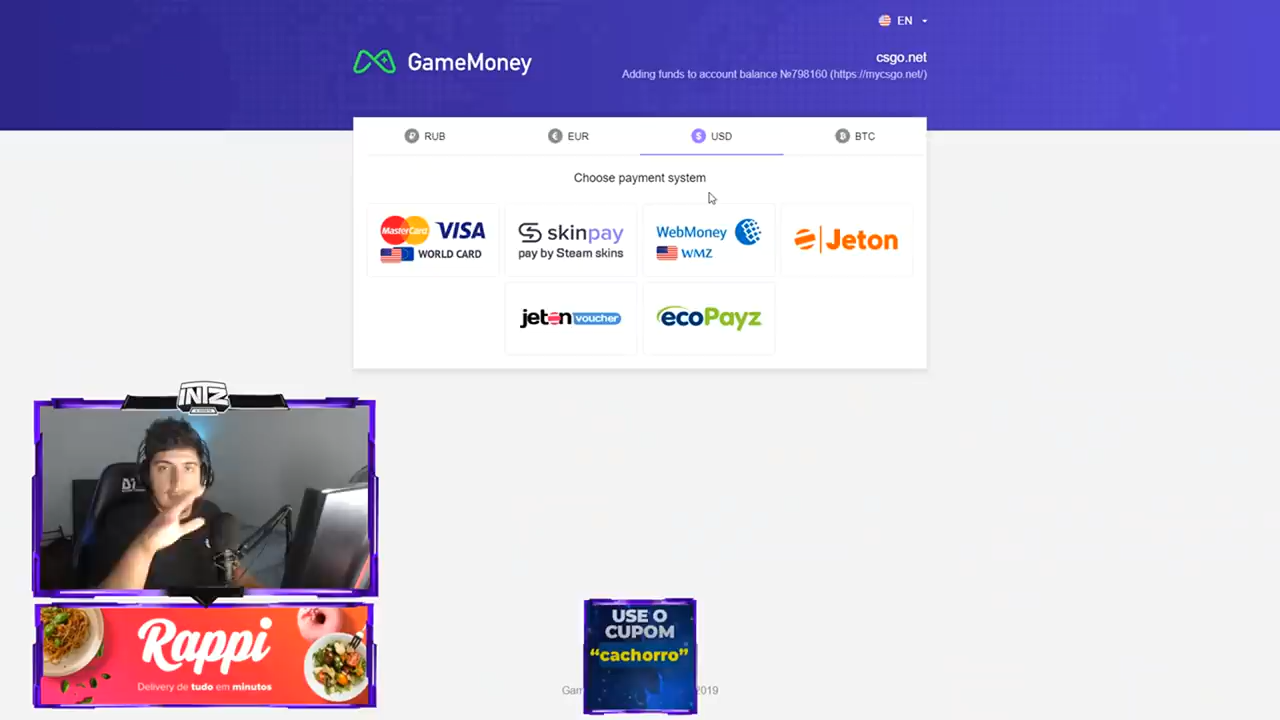 EN
GameMoney
csgo.net
Adding funds to account balance №798160 (https://mycsgo.net/)
RUB
EUR
$ USD
BTC
Choose payment system
MasterCard VISA
WORLD CARD
skinpay
pay by Steam skins
WebMoney
WMZ
Jeton
jeton voucher
ecoPayz
INTZ
Rappi
Delivery de tudo em minutos
USE O
CUPOM
“cachorro”
2019